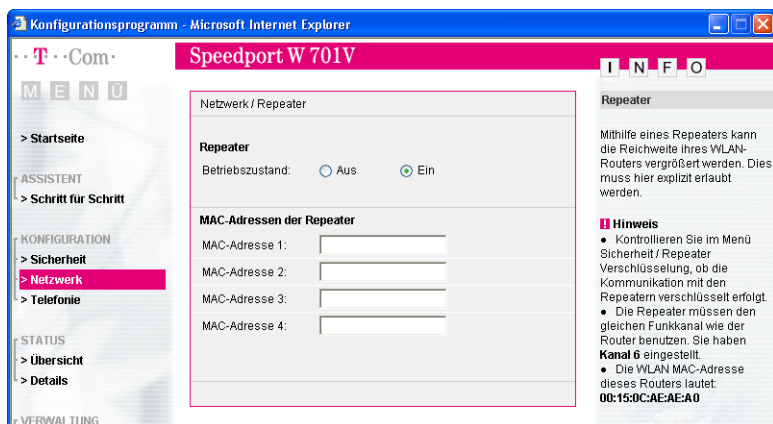 Konfigurationsprogramm - Microsoft Internet Explorer
··T··Com·
Speedport W 701V
MENÜ
> Startseite
ASSISTENT
> Schritt für Schritt
KONFIGURATION
> Sicherheit
> Netzwerk
> Telefonie
STATUS
> Übersicht
> Details
VERWALTUNG
Netzwerk / Repeater
Repeater
Betriebszustand: Aus Ein
MAC-Adressen der Repeater
MAC-Adresse 1:
MAC-Adresse 2:
MAC-Adresse 3:
MAC-Adresse 4:
INFO
Repeater
Mithilfe eines Repeaters kann
die Reichweite ihres WLAN-
Routers vergrößert werden. Dies
muss hier explizit erlaubt
werden.
!! Hinweis
• Kontrollieren Sie im Menü
Sicherheit / Repeater
Verschlüsselung, ob die
Kommunikation mit den
Repeatern verschlüsselt erfolgt.
• Die Repeater müssen den
gleichen Funkkanal wie der
Router benutzen. Sie haben
Kanal 6 eingestellt.
• Die WLAN MAC-Adresse
dieses Routers lautet:
00:15:0C:AE:AE:A0